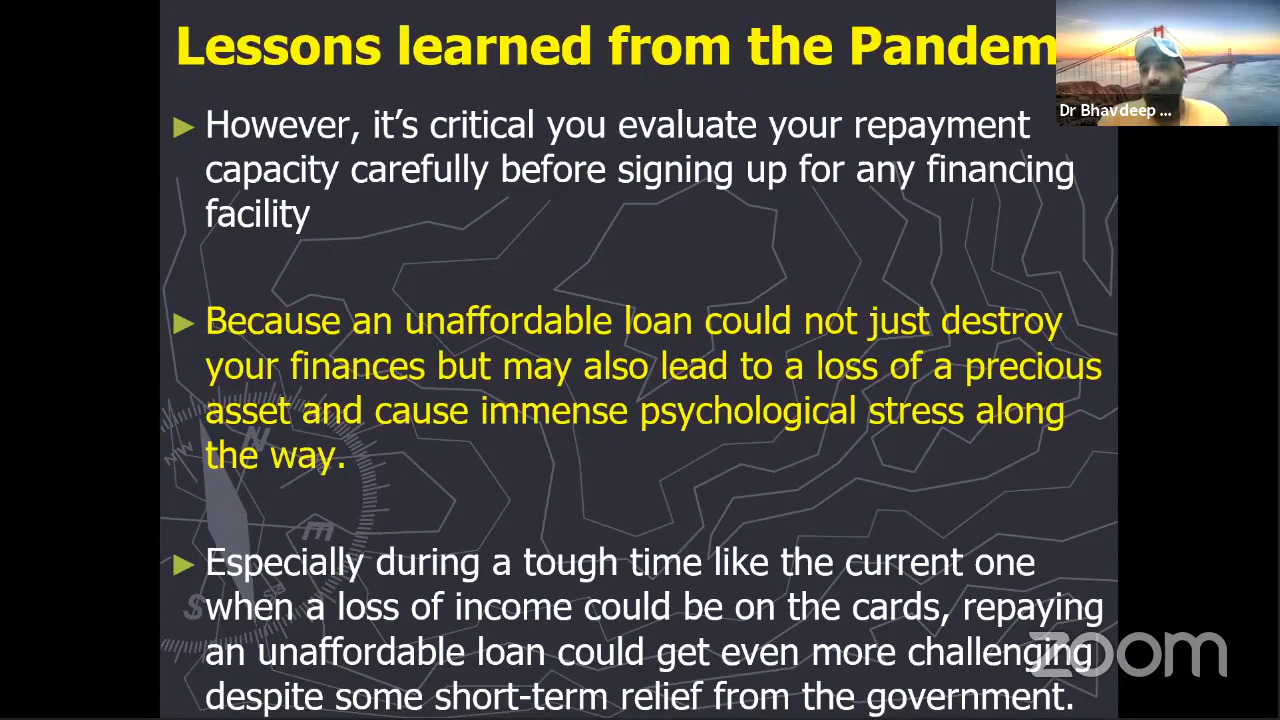 Lessons learned from the Pandem
Dr Bhavdeep ...
► However, it's critical you evaluate your repayment
capacity carefully before signing up for any financing
facility
► Because an unaffordable loan could not just destroy
your finances but may also lead to a loss of a precious
asset and cause immense psychological stress along
the way.
► Especially during a tough time like the current one
when a loss of income could be on the cards, repaying
an unaffordable loan could get even more challenging
despite some short-term relief from the government.
NW
N
E
SE
S
zoom